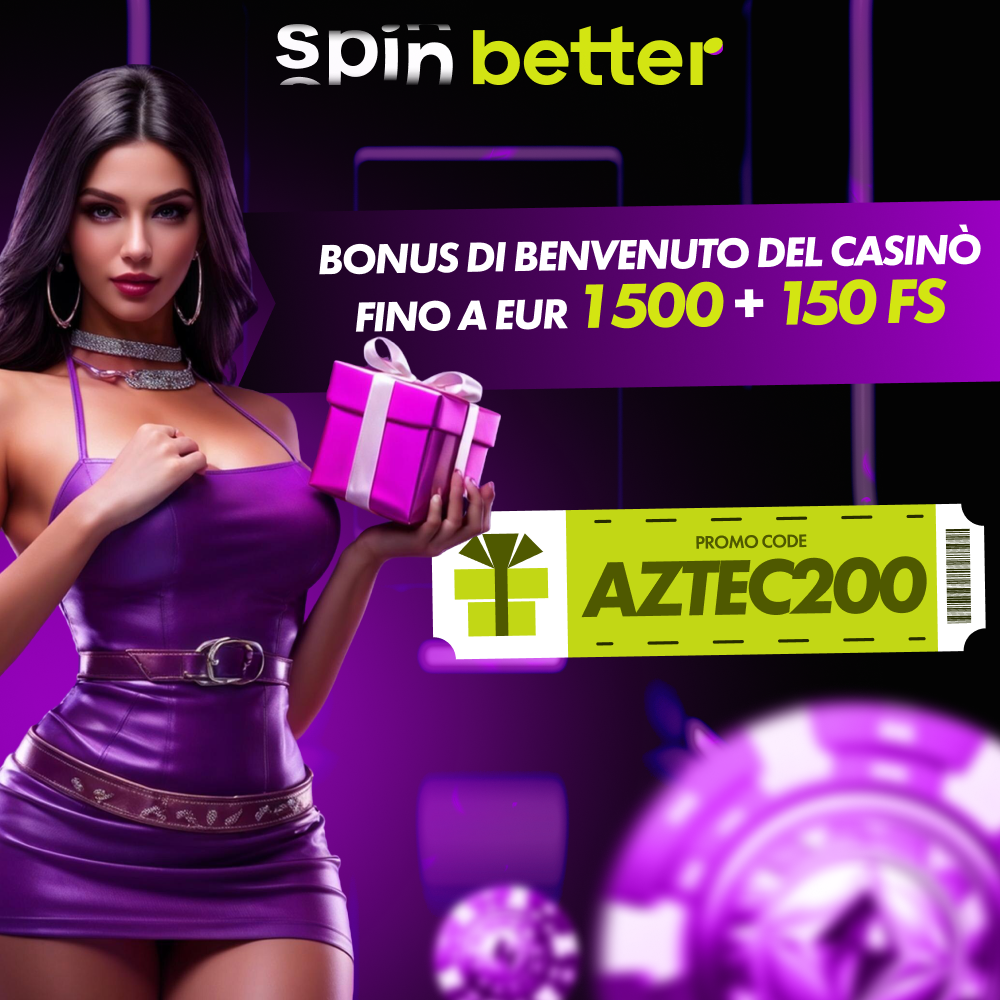 spin better
BONUS DI BENVENUTO DEL CASINÒ
FINO A EUR 1500 + 150 FS
PROMO CODE
AZTEC200